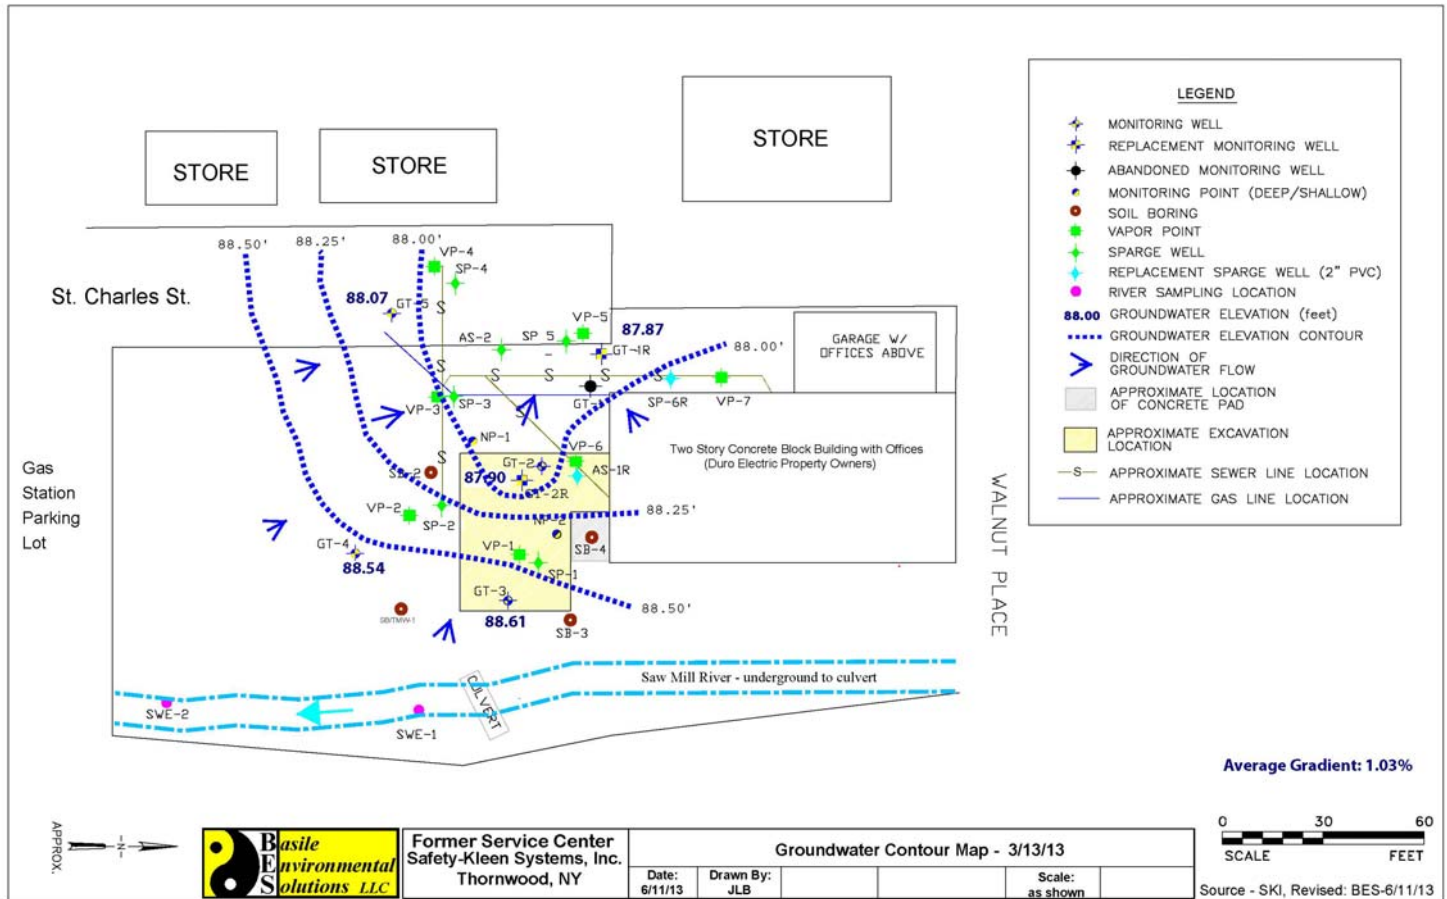 STORE
STORE
STORE
LEGEND
MONITORING WELL
REPLACEMENT MONITORING WELL
ABANDONED MONITORING WELL
MONITORING POINT (DEEP/SHALLOW)
SOIL BORING
VAPOR POINT
SPARGE WELL
REPLACEMENT SPARGE WELL (2" PVC)
RIVER SAMPLING LOCATION
88.00 GROUNDWATER ELEVATION (feet)
GROUNDWATER ELEVATION CONTOUR
DIRECTION OF
GROUNDWATER FLOW
APPROXIMATE LOCATION
OF CONCRETE PAD
APPROXIMATE EXCAVATION
LOCATION
S APPROXIMATE SEWER LINE LOCATION
APPROXIMATE GAS LINE LOCATION
88.50' 88.25' 88.00'
VP-4
SP-4
St. Charles St.
88.07
GT-5
S
VP-5
87.87
AS-2
SP 5
GT-1R
88.00'
GARAGE W/
OFFICES ABOVE
S S S S S
VP-3
SP-3
GT-1
SP-6R
VP-7
S
NP-1
VP-6
Two Story Concrete Block Building with Offices
(Duro Electric Property Owners)
S
GT-2
AS-1R
SB-2
87.90
GT-2R
Gas
Station
Parking
Lot
VP-2
SP-2
88.25'
NP-2
SB-4
GT-4
VP-1
88.54
SP-1
GT-3
88.50'
88.61
SB/TMW-1
SB-3
WALNUT PLACE
Saw Mill River - underground to culvert
CULVERT
SWE-2
SWE-1
Average Gradient: 1.03%
APPROX.
N
Basile
Environmental
Solutions LLC
Former Service Center
Safety-Kleen Systems, Inc.
Thornwood, NY
Groundwater Contour Map - 3/13/13
Date:
6/11/13
Drawn By:
JLB
Scale:
as shown
0 30 60
SCALE FEET
Source - SKI, Revised: BES-6/11/13